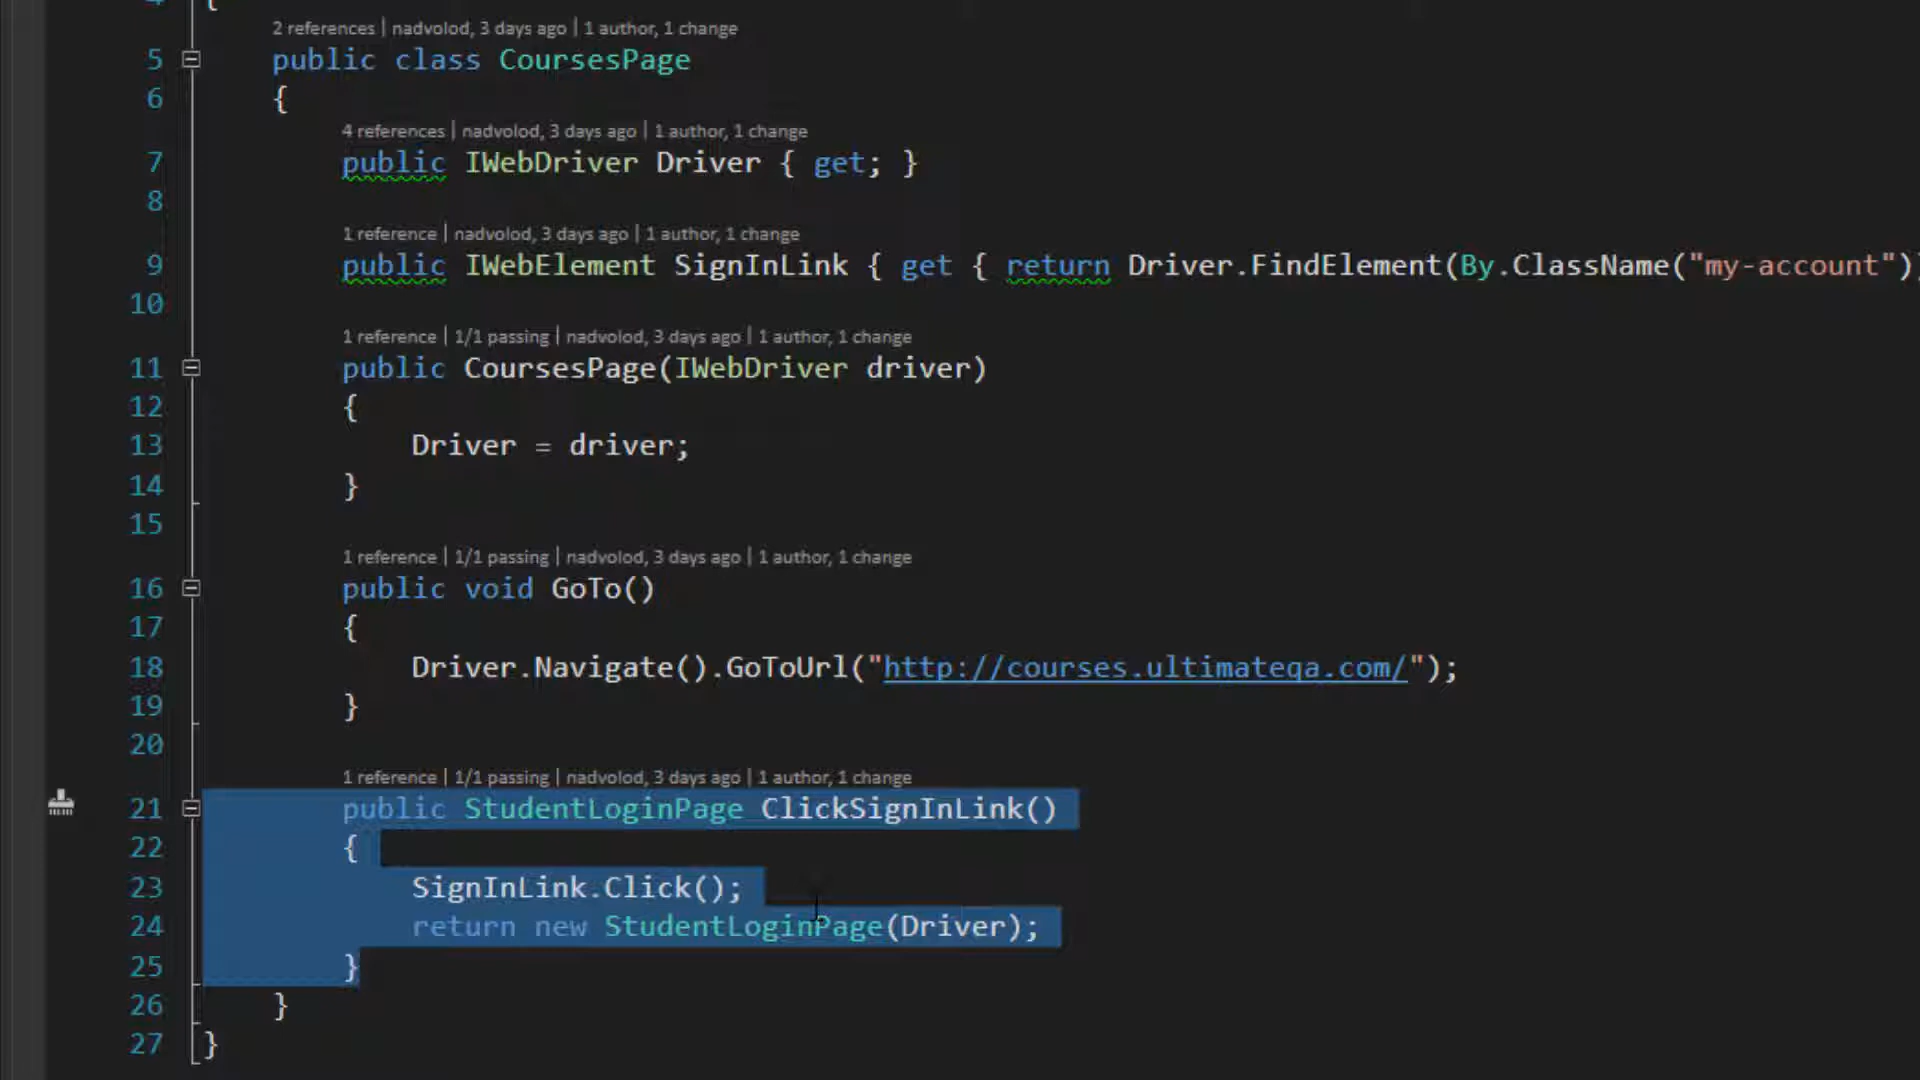 4 {
2 references | nadvolod, 3 days ago | 1 author, 1 change
5 public class CoursesPage
6 {
4 references | nadvolod, 3 days ago | 1 author, 1 change
7 public IWebDriver Driver { get; }
8
1 reference | nadvolod, 3 days ago | 1 author, 1 change
9 public IWebElement SignInLink { get { return Driver.FindElement(By.ClassName("my-account"))
10
1 reference | 1/1 passing | nadvolod, 3 days ago | 1 author, 1 change
11 public CoursesPage(IWebDriver driver)
12 {
13 Driver = driver;
14 }
15
1 reference | 1/1 passing | nadvolod, 3 days ago | 1 author, 1 change
16 public void GoTo()
17 {
18 Driver.Navigate().GoToUrl("http://courses.ultimateqa.com/");
19 }
20
1 reference | 1/1 passing | nadvolod, 3 days ago | 1 author, 1 change
21 public StudentLoginPage ClickSignInLink()
22 {
23 SignInLink.Click();
24 return new StudentLoginPage(Driver);
25 }
26 }
27 }